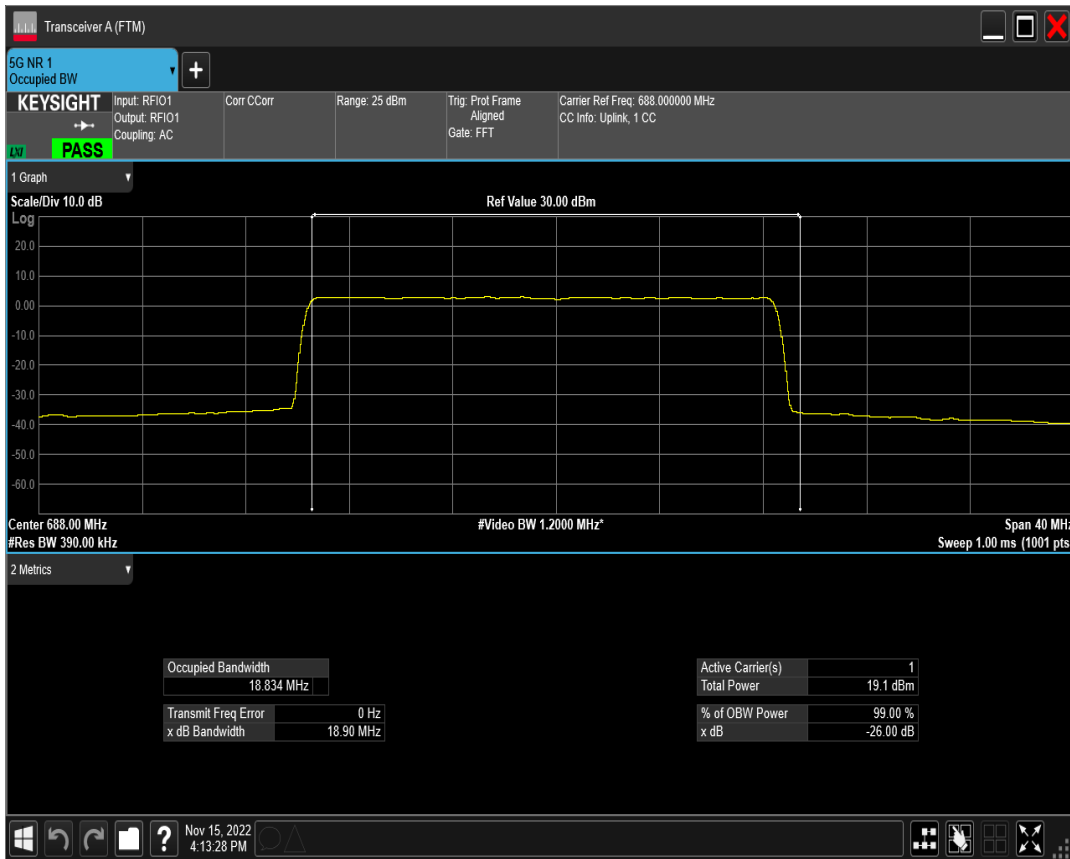 Transceiver A (FTM)
5G NR 1
Occupied BW
+
KEYSIGHT
LXI
PASS
Input: RFIO1
Output: RFIO1
Coupling: AC
Corr CCorr
Range: 25 dBm
Trig: Prot Frame
Aligned
Gate: FFT
Carrier Ref Freq: 688.000000 MHz
CC Info: Uplink, 1 CC
1 Graph
Scale/Div 10.0 dB
Ref Value 30.00 dBm
Log
20.0
10.0
0.00
-10.0
-20.0
-30.0
-40.0
-50.0
-60.0
Center 688.00 MHz
#Video BW 1.2000 MHz*
Span 40 MHz
#Res BW 390.00 kHz
Sweep 1.00 ms (1001 pts
2 Metrics
Occupied Bandwidth
18.834 MHz
Transmit Freq Error 0 Hz
x dB Bandwidth 18.90 MHz
Active Carrier(s) 1
Total Power 19.1 dBm
% of OBW Power 99.00 %
x dB -26.00 dB
?
Nov 15, 2022
4:13:28 PM